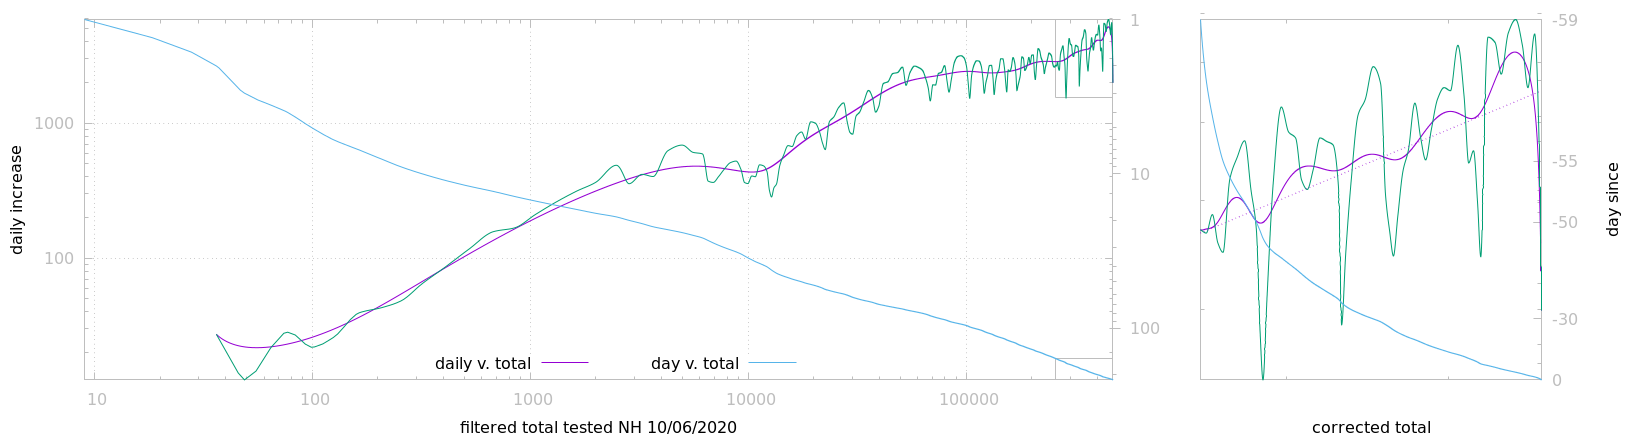 1
-59
1000
daily increase
10
-55
day since
-50
100
100
-30
daily v. total
day v. total
0
10
100
1000
10000
100000
filtered total tested NH 10/06/2020
corrected total